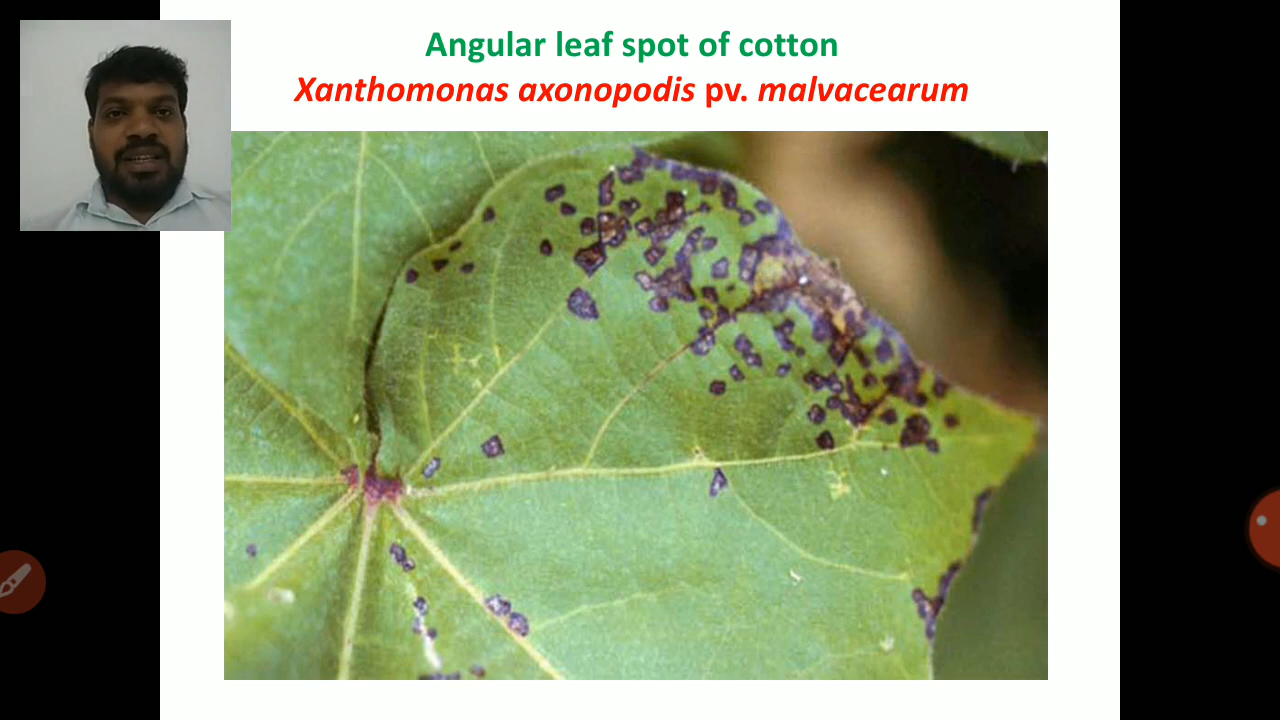 Angular leaf spot of cotton
Xanthomonas axonopodis pv. malvacearum